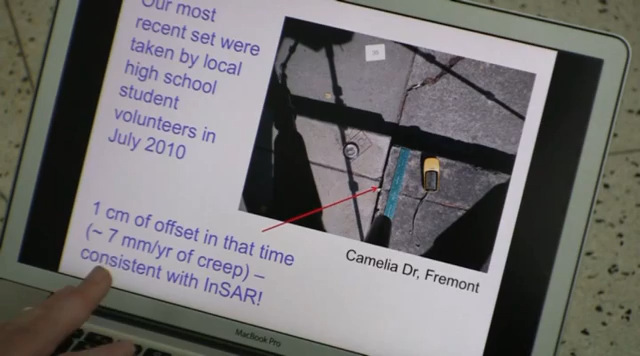 Our most
recent set were
taken by local
high school
student
volunteers in
July 2010
1 cm of offset in that time
(~ 7 mm/yr of creep) –
consistent with InSAR!
Camelia Dr, Fremont
MacBook Pro